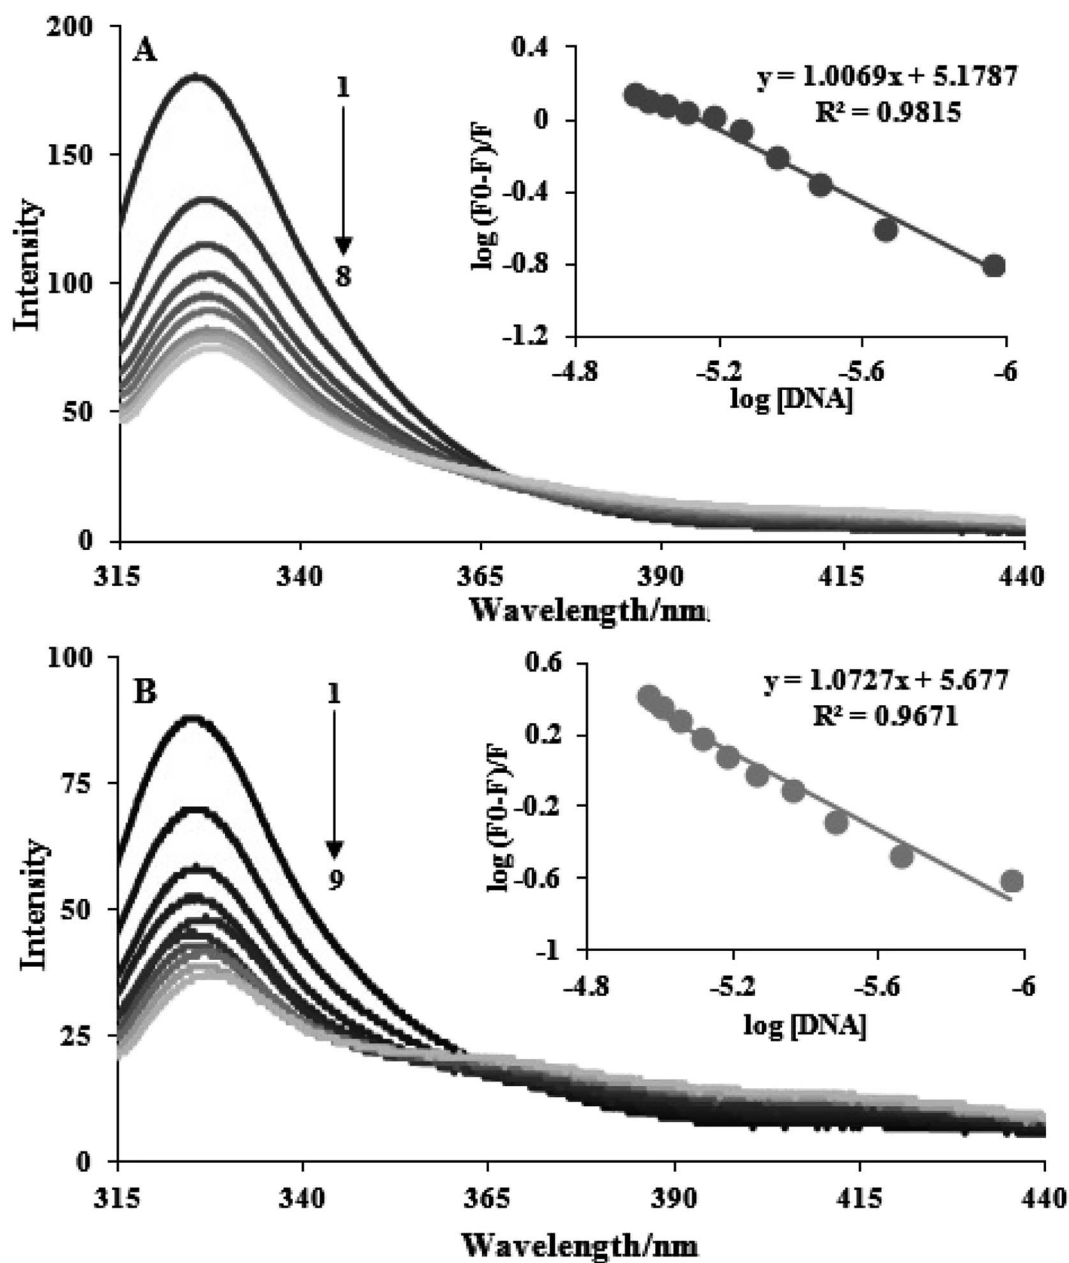 A
200
150
100
50
0
Intensity
1
8
315 340 365 390 415 440
Wavelength/nm
y = 1.0069x + 5.1787
R² = 0.9815
0.4
0
-0.4
-0.8
-1.2
log (F0-F)/F
-4.8 -5.2 -5.6 -6
log [DNA]
B
100
75
50
25
0
Intensity
1
9
315 340 365 390 415 440
Wavelength/nm
y = 1.0727x + 5.677
R² = 0.9671
0.6
0.2
-0.2
-0.6
-1
log (F0-F)/F
-4.8 -5.2 -5.6 -6
log [DNA]